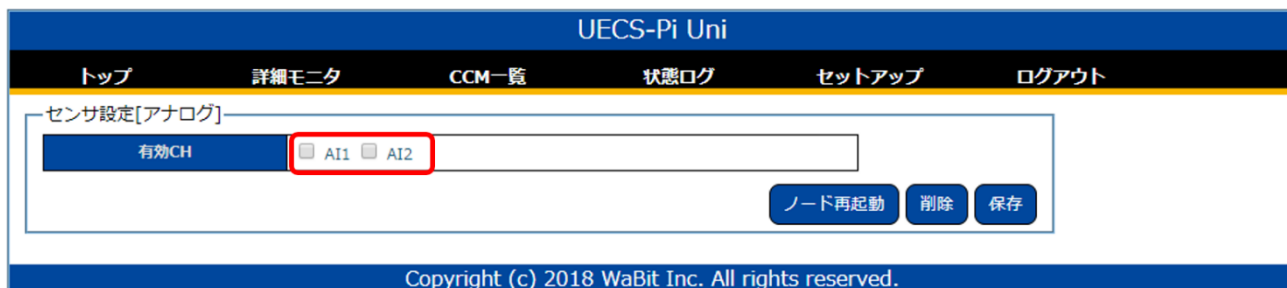 UECS-Pi Uni
トップ 詳細モニタ CCM一覧 状態ログ セットアップ ログアウト
センサ設定[アナログ]
有効CH AI1 AI2
ノード再起動 削除 保存
Copyright (c) 2018 WaBit Inc. All rights reserved.